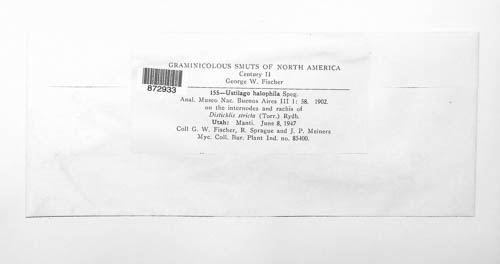 GRAMINICOLOUS SMUTS OF NORTH AMERICA
Century II
George W. Fischer
872933
155—Ustilago halophila Speg.
Anal. Museo Nac. Buenos Aires III 1: 58. 1902.
on the internodes and rachis of
Distichlis stricta (Torr.) Rydb.
Utah: Manti. June 8, 1947
Coll G. W. Fischer, R. Sprague and J. P. Meiners
Myc. Coll. Bur. Plant Ind. no. 85400.